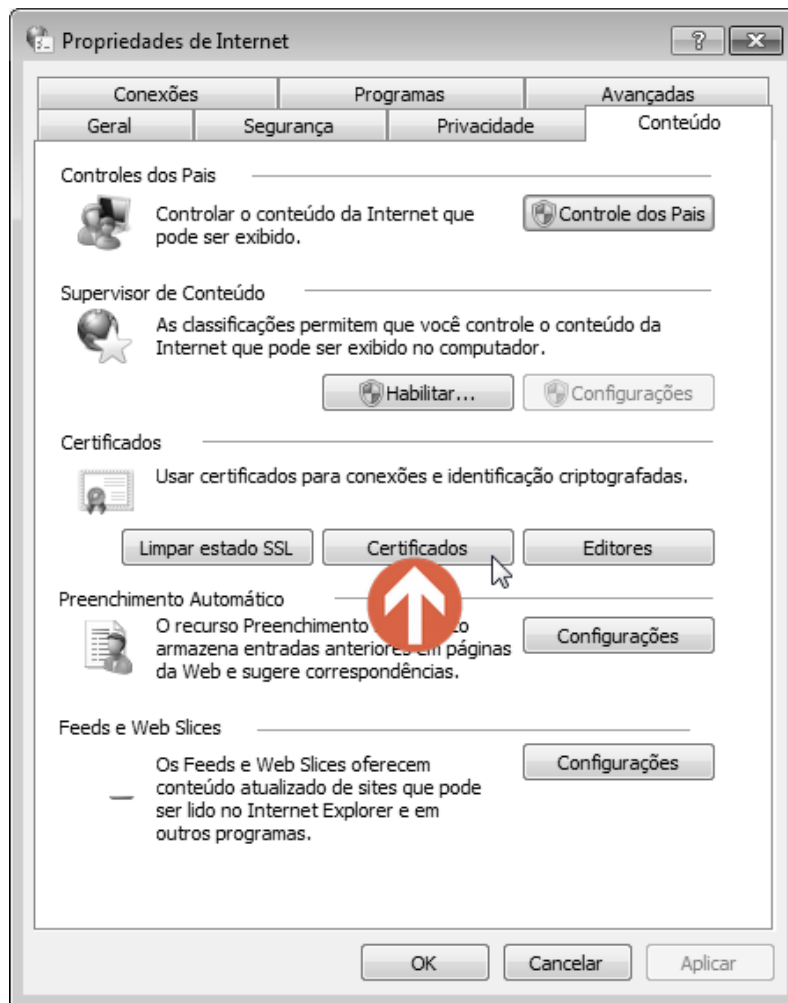 Propriedades de Internet
Conexões Programas Avançadas
Geral Segurança Privacidade Conteúdo
Controles dos Pais
Controlar o conteúdo da Internet que
pode ser exibido.
Controle dos Pais
Supervisor de Conteúdo
As classificações permitem que você controle o conteúdo da
Internet que pode ser exibido no computador.
Habilitar... Configurações
Certificados
Usar certificados para conexões e identificação criptografadas.
Limpar estado SSL Certificados Editores
Preenchimento Automático
O recurso Preenchimento
armazena entradas anteriores em páginas
da Web e sugere correspondências.
Configurações
Feeds e Web Slices
Os Feeds e Web Slices oferecem
conteúdo atualizado de sites que pode
ser lido no Internet Explorer e em
outros programas.
Configurações
OK Cancelar Aplicar